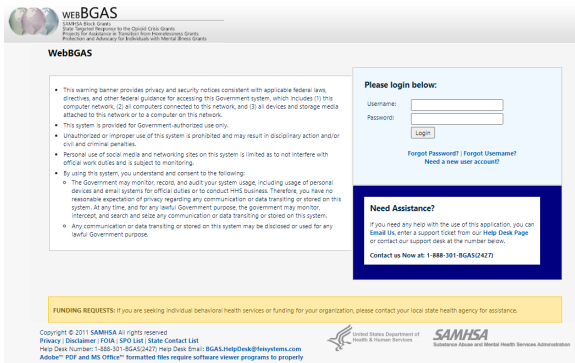 WEBBGAS
SAMHSA Block Grants
State Targeted Response to the Opioid Crisis Grants
Projects for Assistance in Transition from Homelessness Grants
Protection and Advocacy for Individuals with Mental Illness Grants
WebBGAS
• This warning banner provides privacy and security notices consistent with applicable federal laws,
directives, and other federal guidance for accessing this Government system, which includes (1) this
computer network, (2) all computers connected to this network, and (3) all devices and storage media
attached to this network or to a computer on this network.
• This system is provided for Government-authorized use only.
• Unauthorized or improper use of this system is prohibited and may result in disciplinary action and/or
civil and criminal penalties.
• Personal use of social media and networking sites on this system is limited as to not interfere with
official work duties and is subject to monitoring.
• By using this system, you understand and consent to the following:
○ The Government may monitor, record, and audit your system usage, including usage of personal
devices and email systems for official duties or to conduct HHS business. Therefore, you have no
reasonable expectation of privacy regarding any communication or data transiting or stored on this
system. At any time, and for any lawful Government purpose, the government may monitor,
intercept, and search and seize any communication or data transiting or stored on this system.
○ Any communication or data transiting or stored on this system may be disclosed or used for any
lawful Government purpose.
Please login below:
Username:
Password:
Login
Forgot Password? | Forgot Username?
Need a new user account?
Need Assistance?
If you need any help with the use of this application, you can
Email Us, enter a support ticket from our Help Desk Page
or contact our support desk at the number below.
Contact us Now at: 1-888-301-BGAS(2427)
FUNDING REQUESTS: If you are seeking individual behavioral health services or funding for your organization, please contact your local state health agency for assistance.
Copyright © 2011 SAMHSA All rights reserved
Privacy | Disclaimer | FOIA | SPO List | State Contact List
Help Desk Number: 1-888-301-BGAS(2427) Help Desk Email: BGAS.HelpDesk@feisystems.com
Adobe™ PDF and MS Office™ formatted files require software viewer programs to properly
United States Department of
Health & Human Services
SAMHSA
Substance Abuse and Mental Health Services Administration